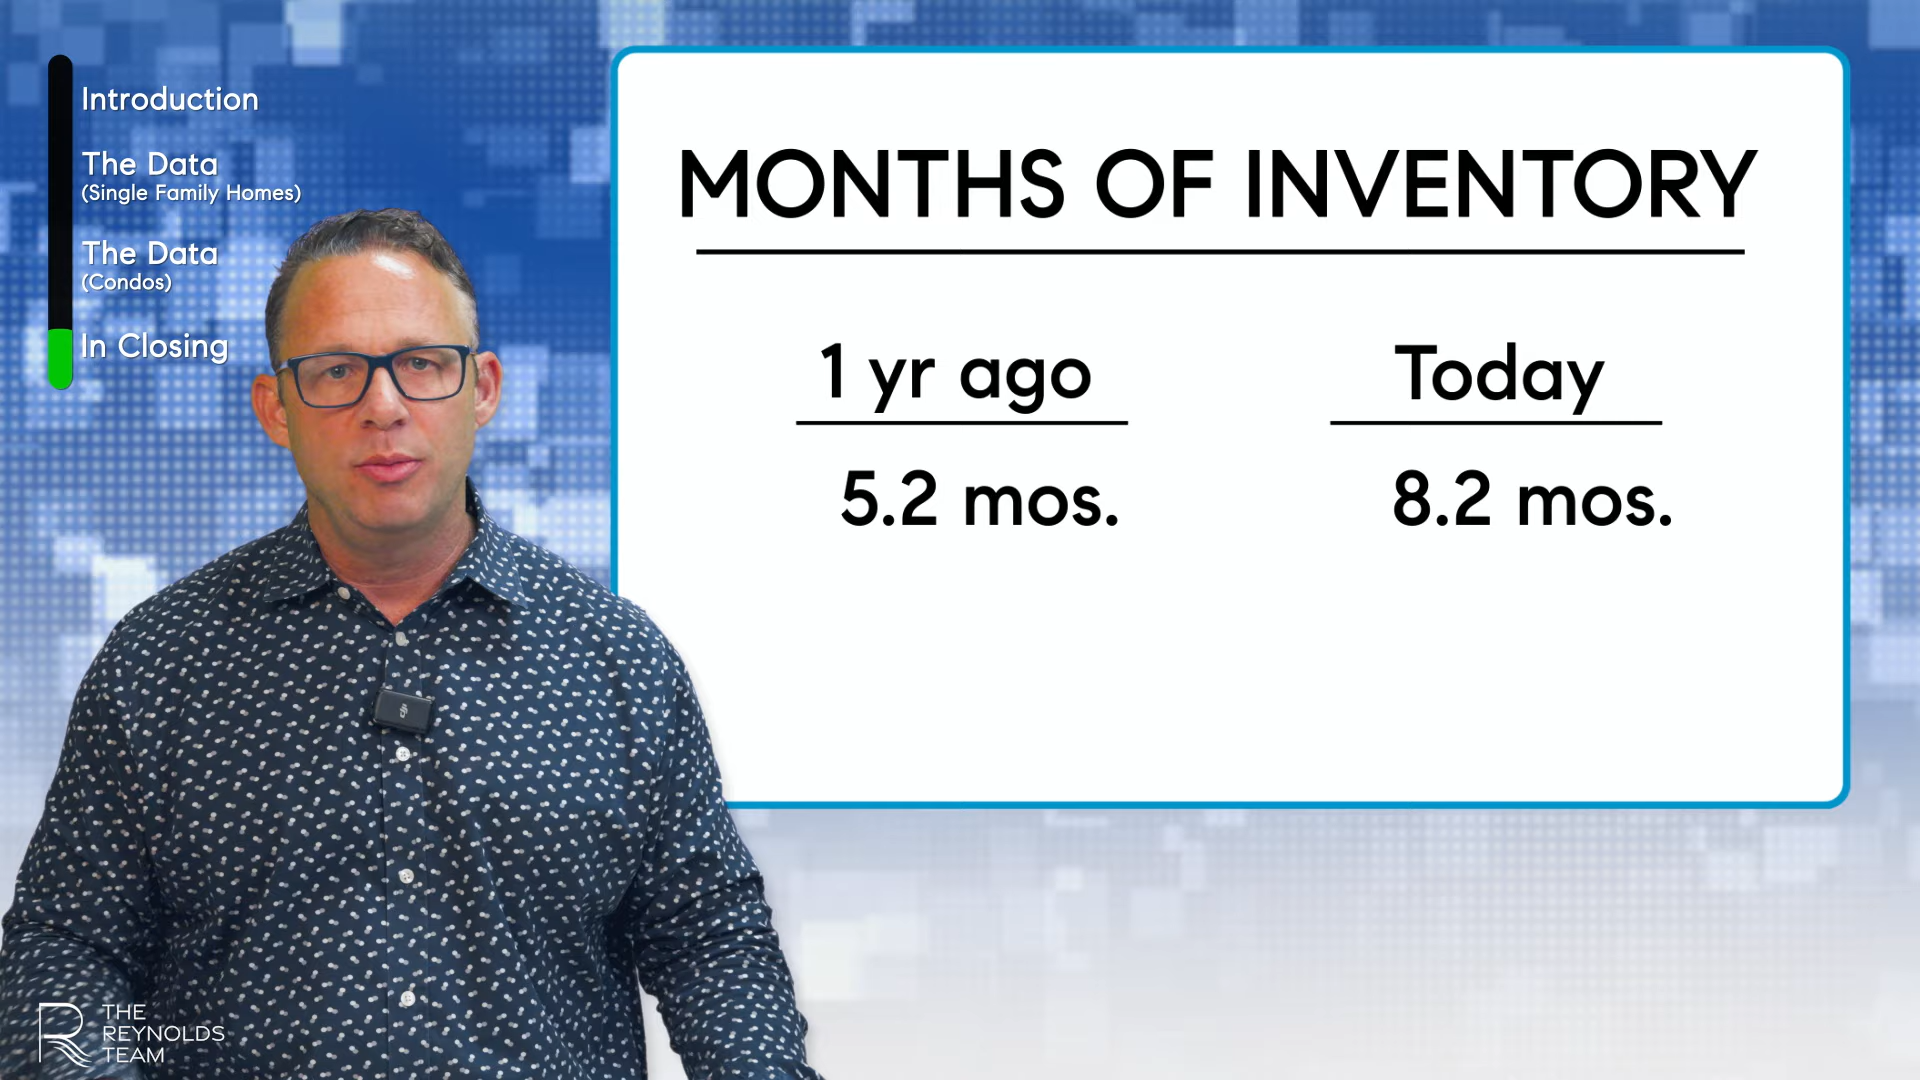 Introduction
The Data
(Single Family Homes)
The Data
(Condos)
In Closing
MONTHS OF INVENTORY
1 yr ago
Today
5.2 mos.
8.2 mos.
THE
REYNOLDS
TEAM